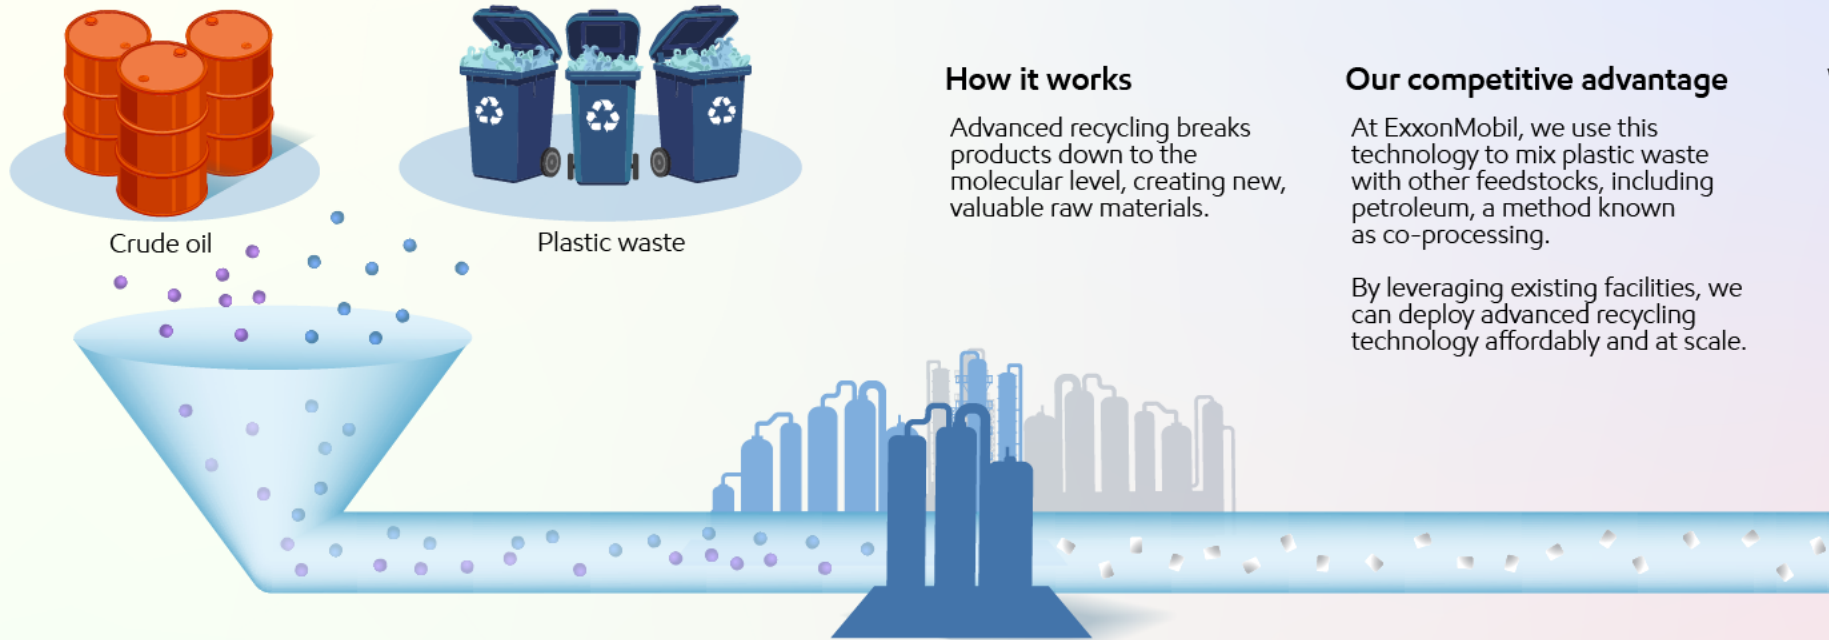 Crude oil
Plastic waste
How it works
Advanced recycling breaks
products down to the
molecular level, creating new,
valuable raw materials.
Our competitive advantage
At ExxonMobil, we use this
technology to mix plastic waste
with other feedstocks, including
petroleum, a method known
as co-processing.
By leveraging existing facilities, we
can deploy advanced recycling
technology affordably and at scale.